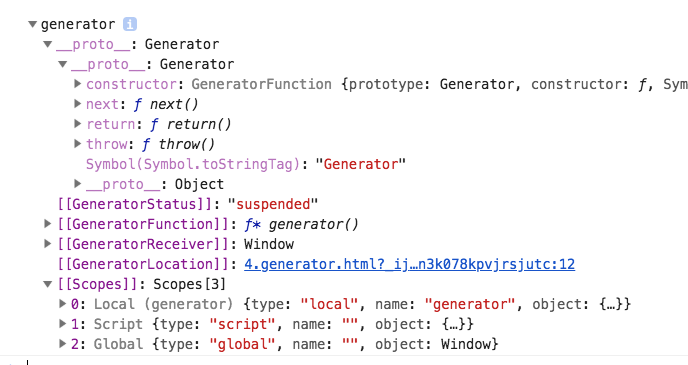 generator i
__proto__: Generator
__proto__: Generator
constructor: GeneratorFunction {prototype: Generator, constructor: ƒ, Sym
next: ƒ next()
return: ƒ return()
throw: ƒ throw()
Symbol(Symbol.toStringTag): "Generator"
__proto__: Object
[[GeneratorStatus]]: "suspended"
[[GeneratorFunction]]: ƒ* generator()
[[GeneratorReceiver]]: Window
[[GeneratorLocation]]: 4.generator.html?_ij…n3k078kpvjrsjutc:12
[[Scopes]]: Scopes[3]
0: Local (generator) {type: "local", name: "generator", object: {…}}
1: Script {type: "script", name: "", object: {…}}
2: Global {type: "global", name: "", object: Window}